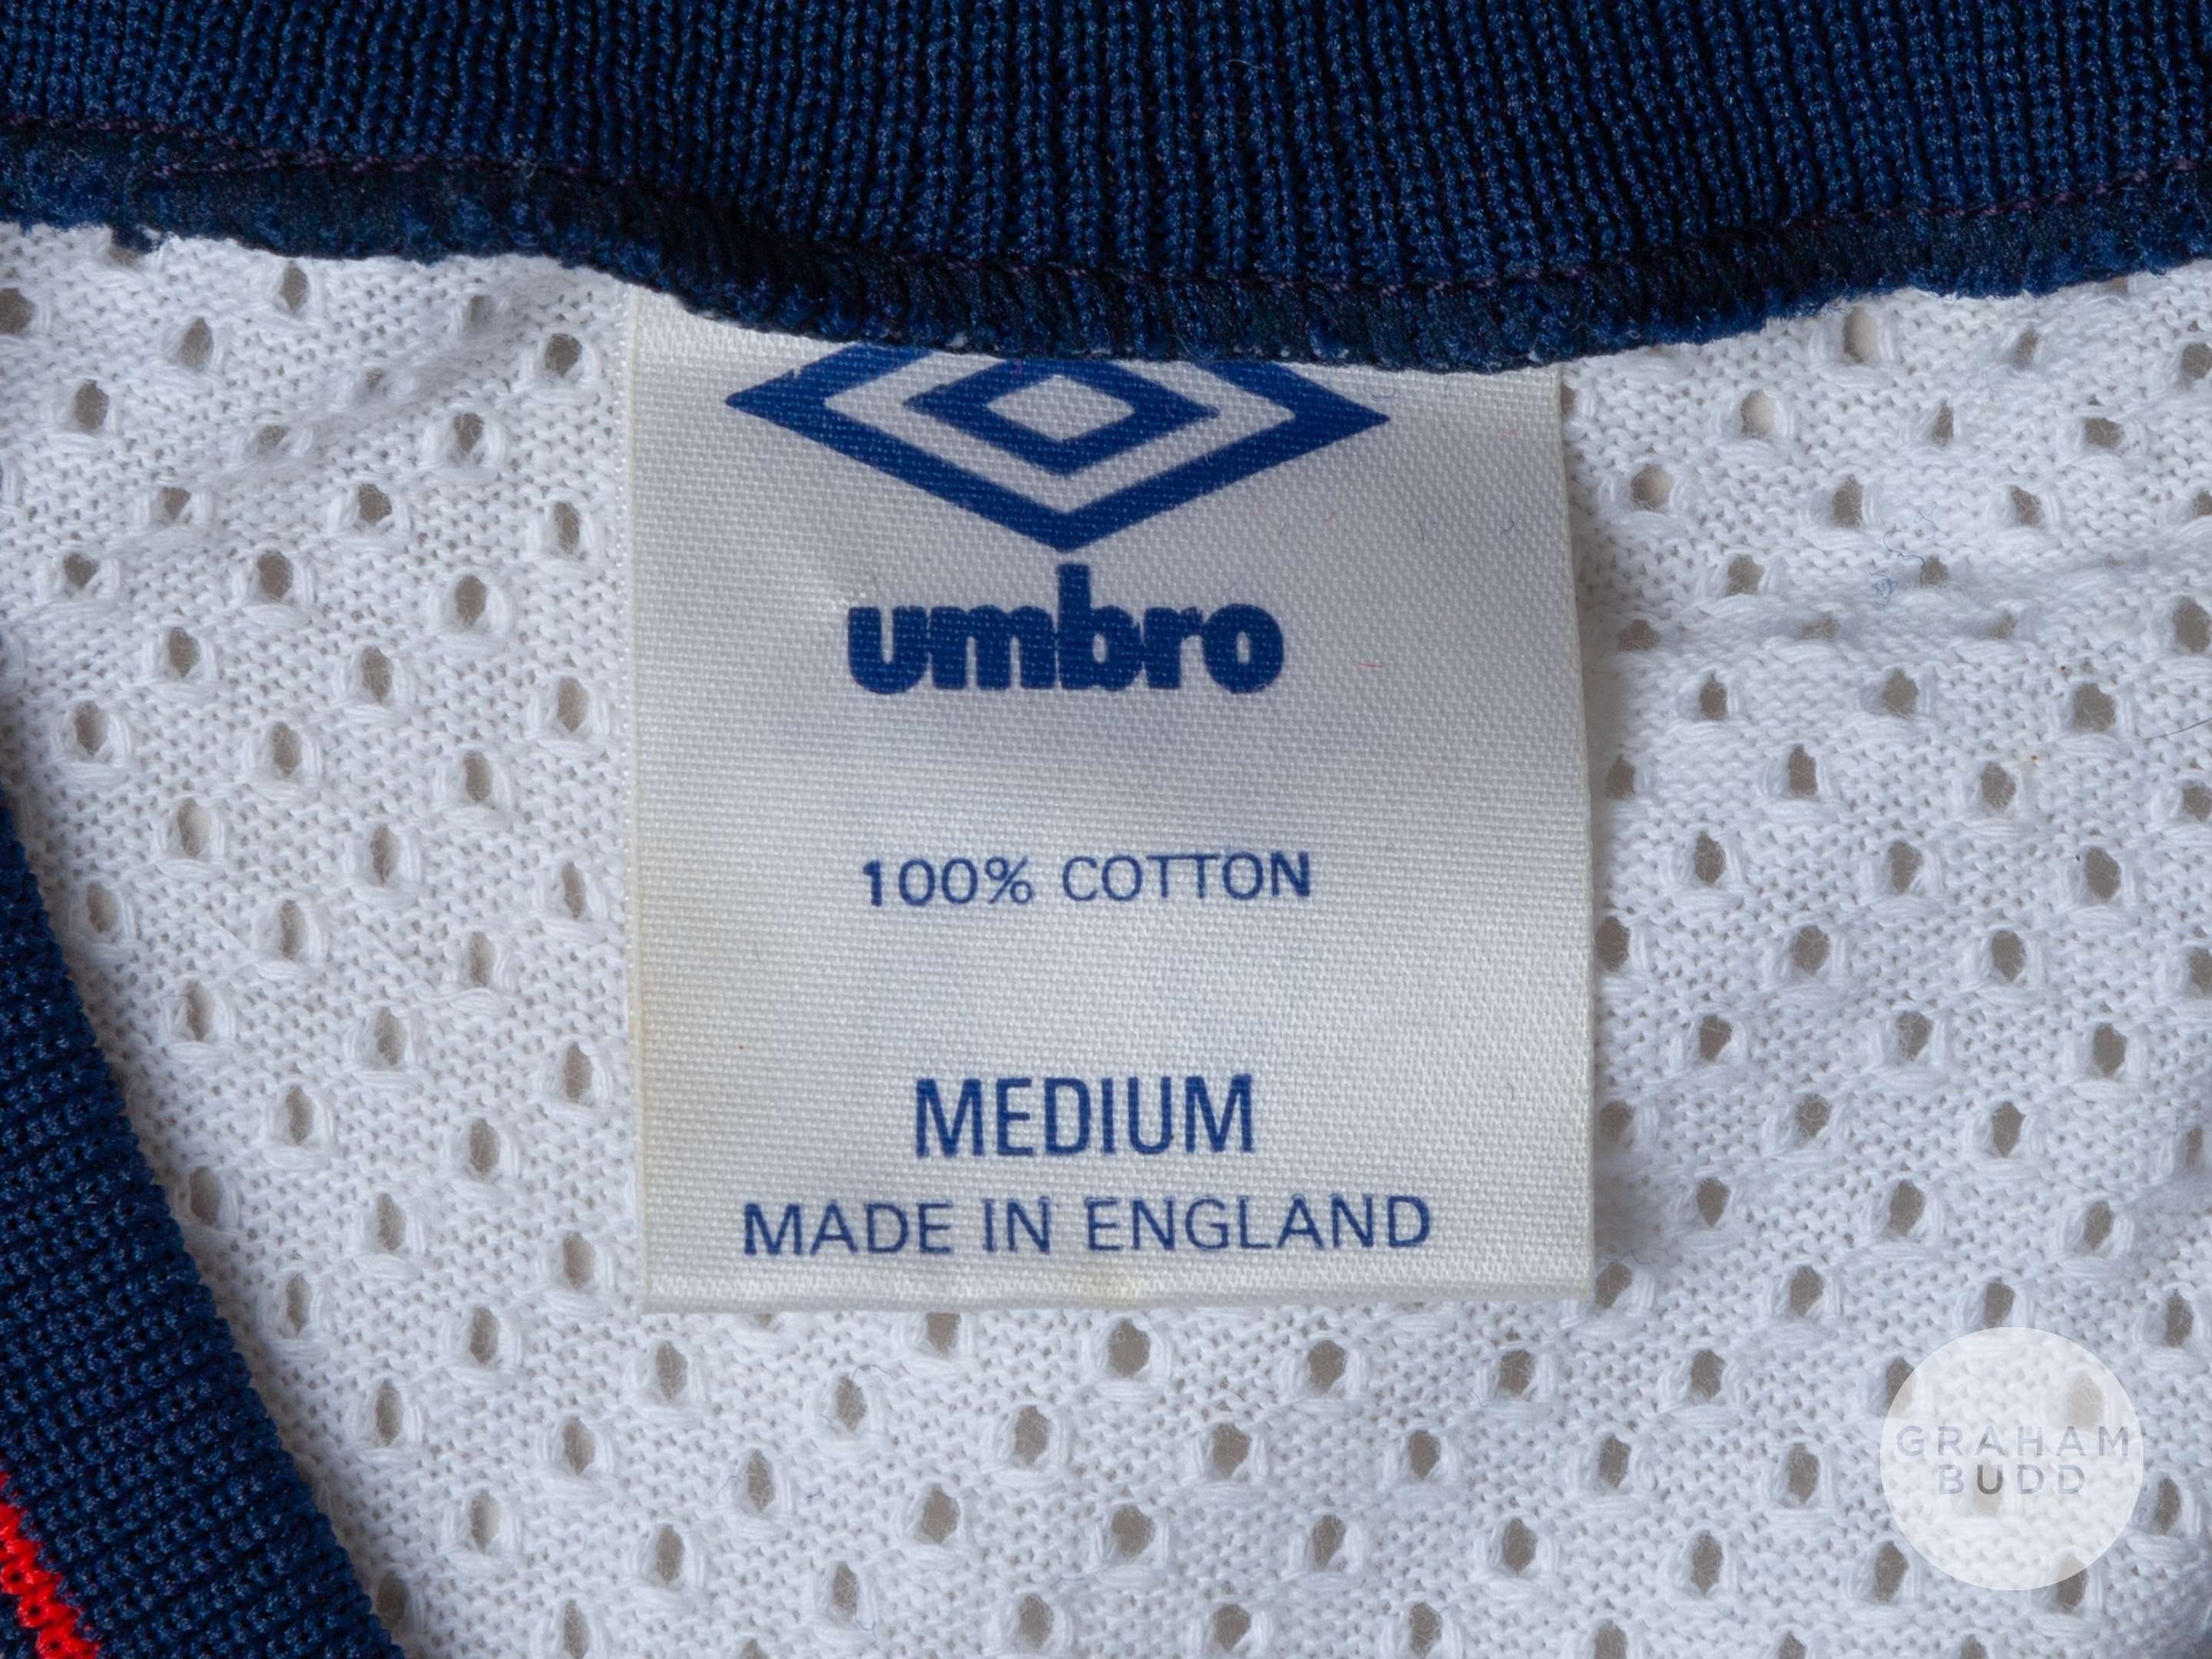 umbro
100% COTTON
MEDIUM
MADE IN ENGLAND
GRAHAM
BUDD